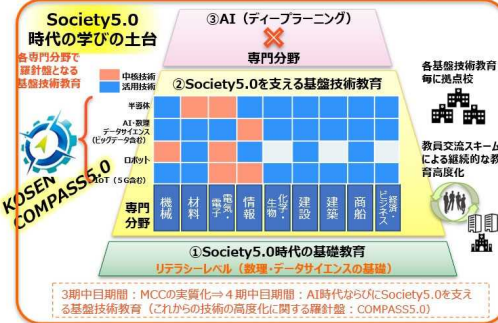 Society5.0
時代の学びの土台
各専門分野で
羅針盤となる
基盤技術教育
KOSEN
COMPASS5.0
③AI(ディープラーニング)
専門分野
②Society5.0を支える基盤技術教育
中核技術
活用技術
半導体
AI・数理
データサイエンス
(ビッグデータ含む)
ロボット
IoT(5G含む)
専門
分野
機械
材料
電気・電子
情報
化学・生物
建設
建築
商船
経済・ビジネス
①Society5.0時代の基礎教育
リテラシーレベル(数理・データサイエンスの基礎)
各基盤技術教育
毎に拠点校
教員交流スキーム
による継続的な教
育高度化
3期中目期間:MCCの実質化⇒4期中目期間:AI時代ならびにSociety5.0を支え
る基盤技術教育(これからの技術の高度化に関する羅針盤:COMPASS5.0)